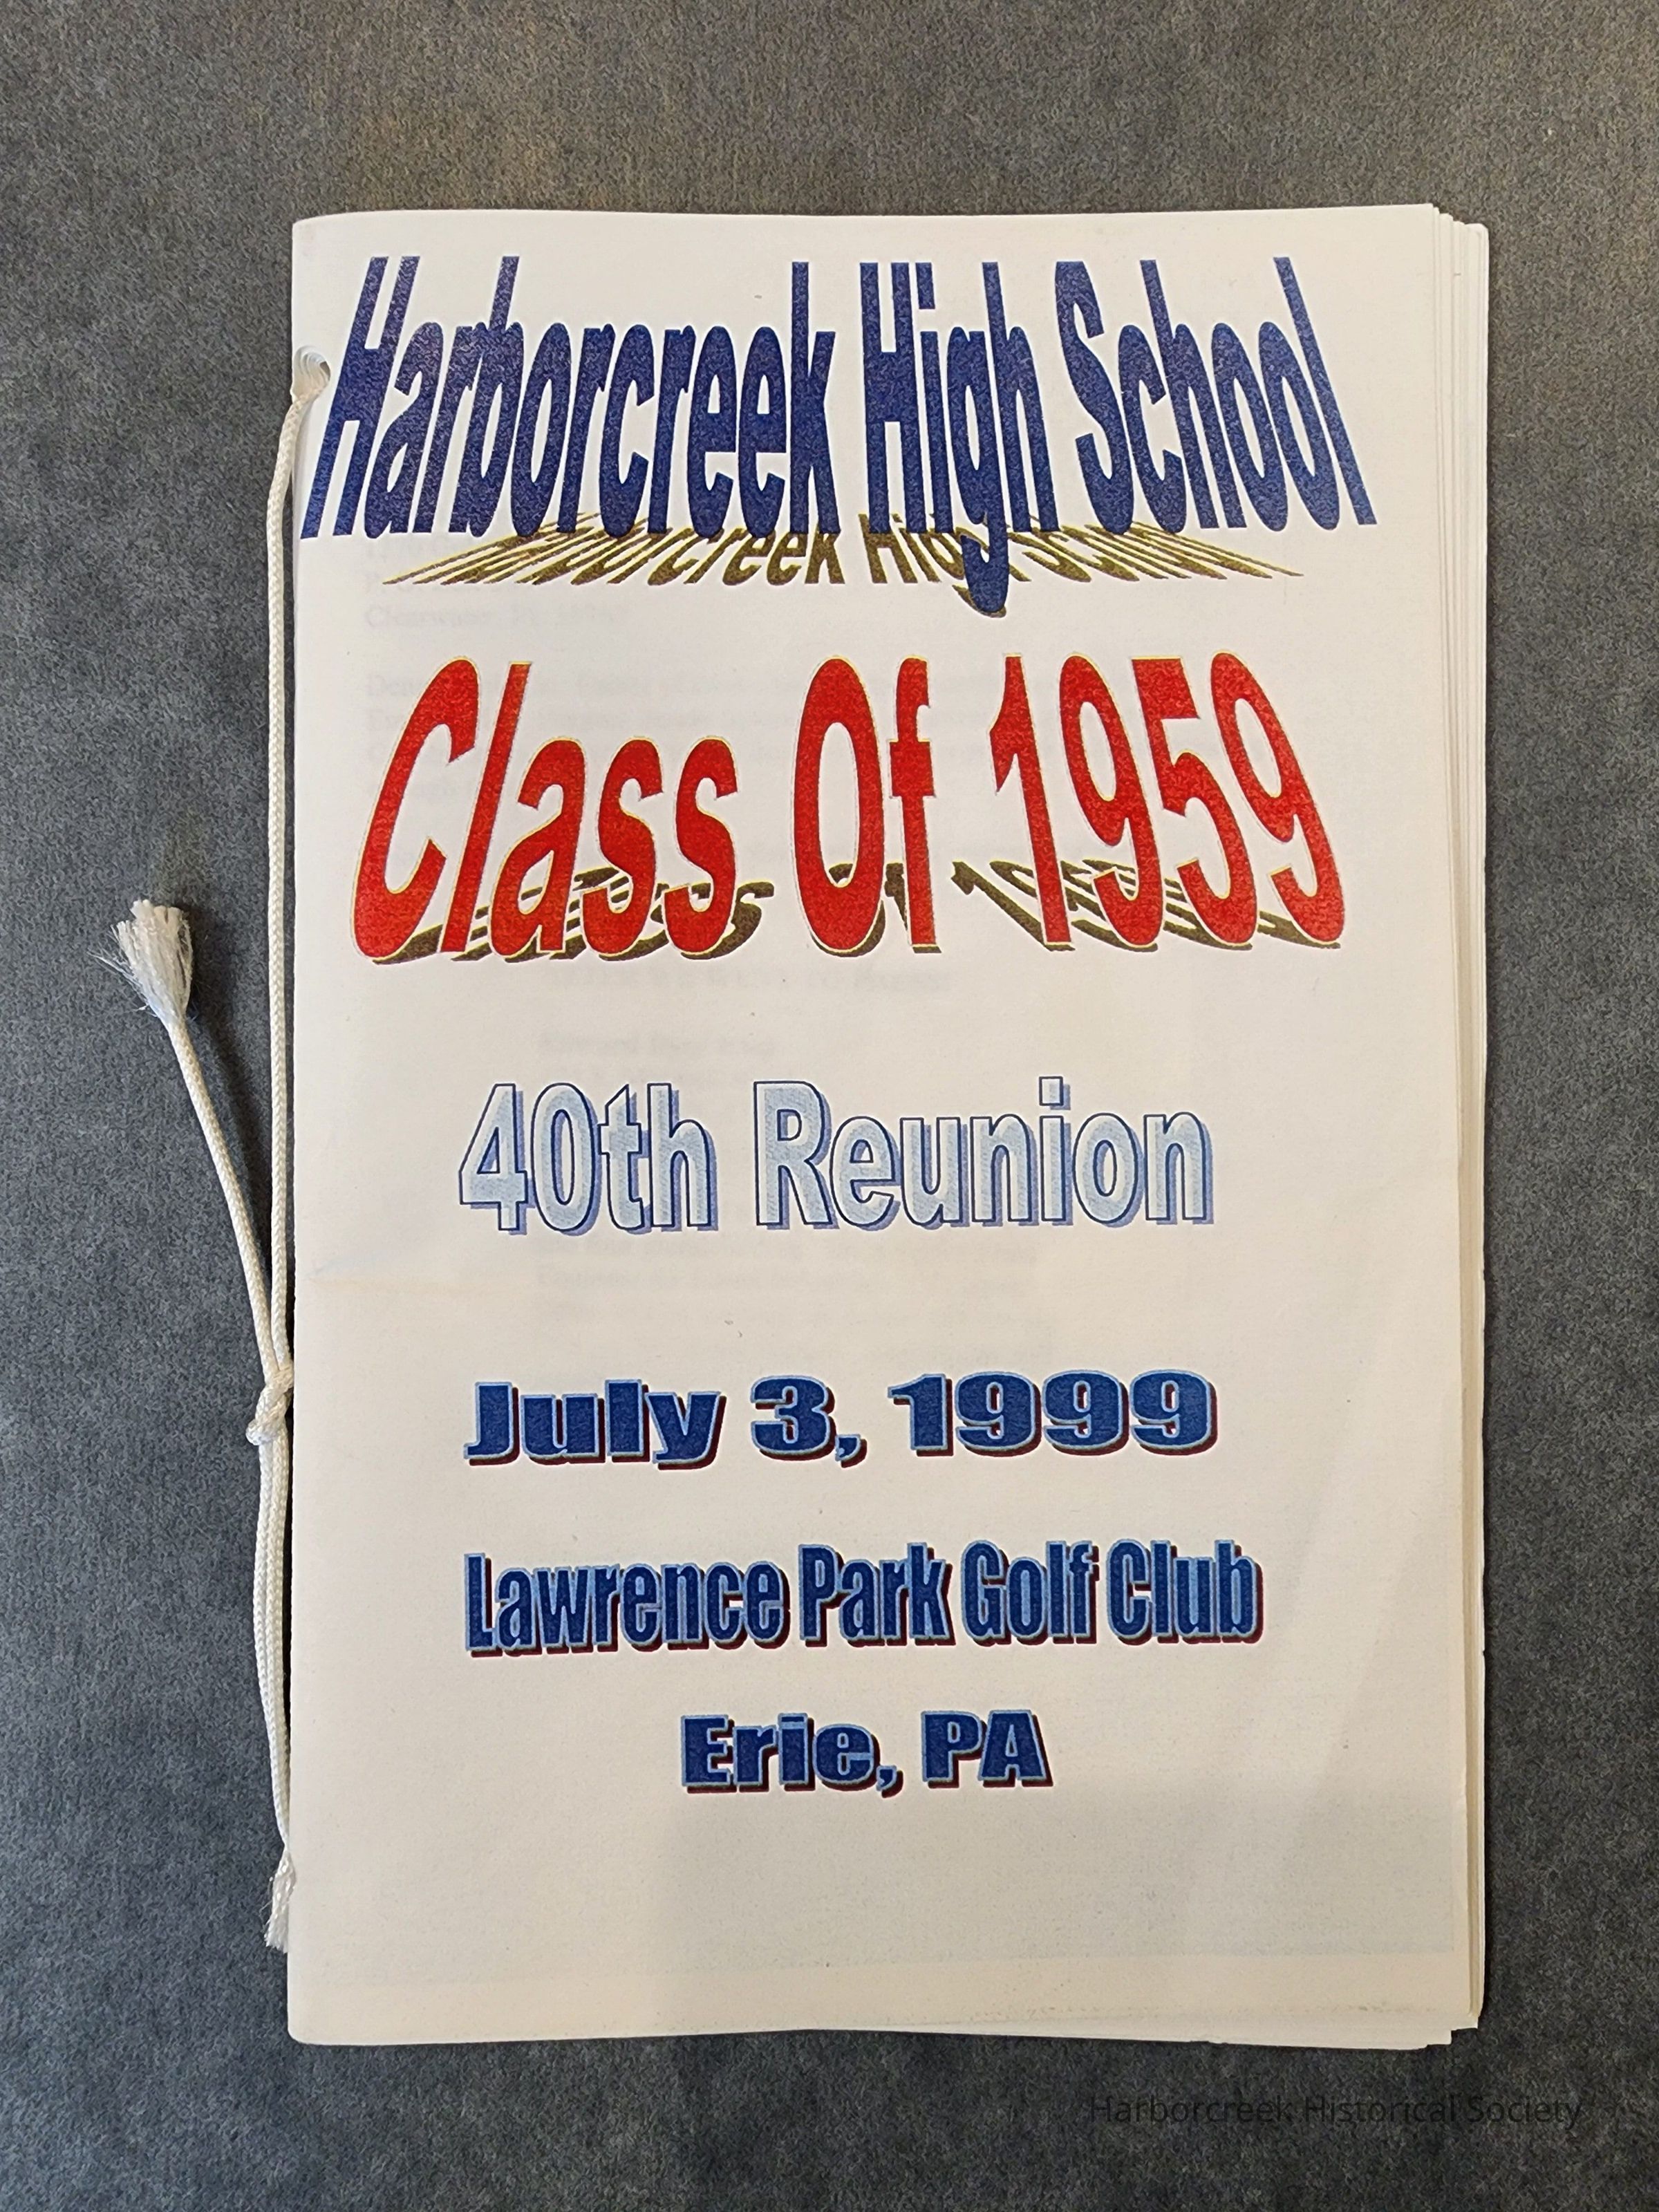 Harborcreek High School
Class Of 1959
40th Reunion
July 3, 1999
Lawrence Park Golf Club
Erie, PA
Harborcreek Historical Society